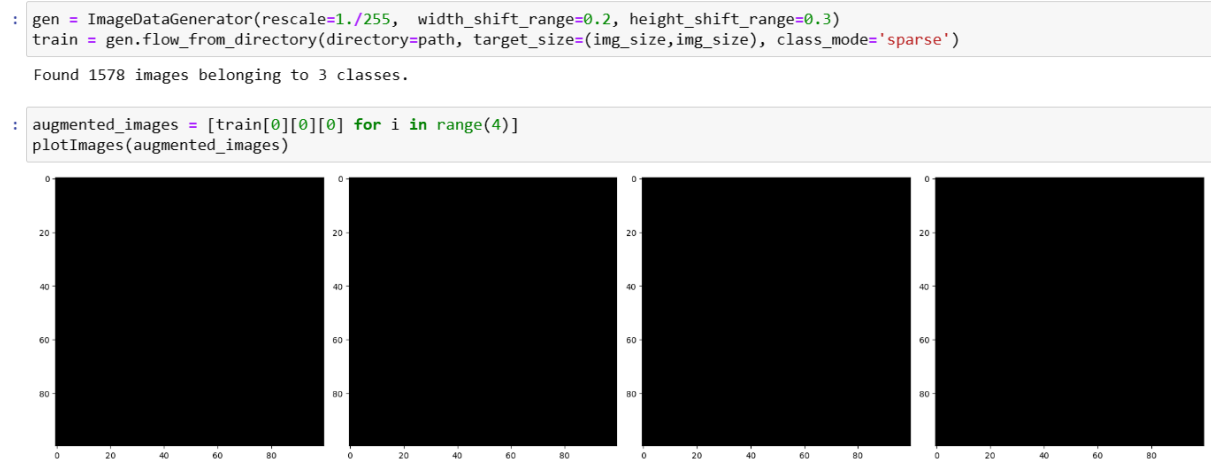 : gen = ImageDataGenerator(rescale=1./255,  width_shift_range=0.2, height_shift_range=0.3)
train = gen.flow_from_directory(directory=path, target_size=(img_size,img_size), class_mode='sparse')
Found 1578 images belonging to 3 classes.
: augmented_images = [train[0][0][0] for i in range(4)]
plotImages(augmented_images)
0 0 0 0
20 20 20 20
40 40 40 40
60 60 60 60
80 80 80 80
0 20 40 60 80 0 20 40 60 80 0 20 40 60 80 0 20 40 60 80